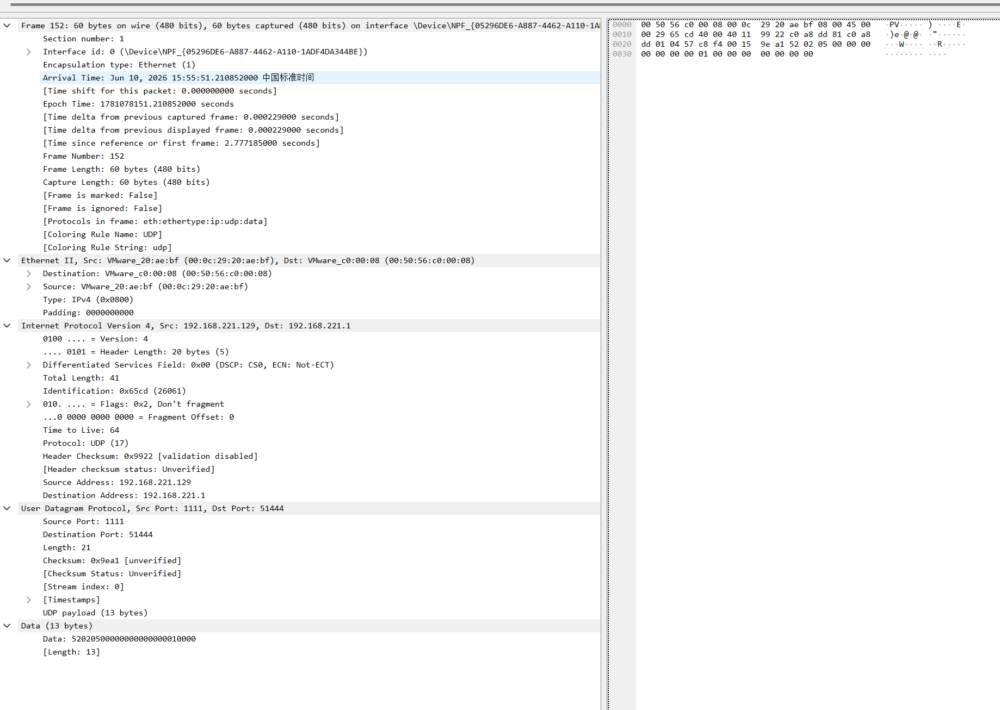 Frame 152: 60 bytes on wire (480 bits), 60 bytes captured (480 bits) on interface \Device\NPF_{05296DE6-A887-4462-A110-1A
Section number: 1
Interface id: 0 (\Device\NPF_{05296DE6-A887-4462-A110-1ADF4DA344BE})
Encapsulation type: Ethernet (1)
Arrival Time: Jun 10, 2026 15:55:51.210852000 中国标准时间
[Time shift for this packet: 0.000000000 seconds]
Epoch Time: 1781078151.210852000 seconds
[Time delta from previous captured frame: 0.000229000 seconds]
[Time delta from previous displayed frame: 0.000229000 seconds]
[Time since reference or first frame: 2.777185000 seconds]
Frame Number: 152
Frame Length: 60 bytes (480 bits)
Capture Length: 60 bytes (480 bits)
[Frame is marked: False]
[Frame is ignored: False]
[Protocols in frame: eth:ethertype:ip:udp:data]
[Coloring Rule Name: UDP]
[Coloring Rule String: udp]
Ethernet II, Src: VMware_20:ae:bf (00:0c:29:20:ae:bf), Dst: VMware_c0:00:08 (00:50:56:c0:00:08)
Destination: VMware_c0:00:08 (00:50:56:c0:00:08)
Source: VMware_20:ae:bf (00:0c:29:20:ae:bf)
Type: IPv4 (0x0800)
Padding: 0000000000
Internet Protocol Version 4, Src: 192.168.221.129, Dst: 192.168.221.1
0100 .... = Version: 4
.... 0101 = Header Length: 20 bytes (5)
Differentiated Services Field: 0x00 (DSCP: CS0, ECN: Not-ECT)
Total Length: 41
Identification: 0x65cd (26061)
010. .... = Flags: 0x2, Don't fragment
...0 0000 0000 0000 = Fragment Offset: 0
Time to Live: 64
Protocol: UDP (17)
Header Checksum: 0x9922 [validation disabled]
[Header checksum status: Unverified]
Source Address: 192.168.221.129
Destination Address: 192.168.221.1
User Datagram Protocol, Src Port: 1111, Dst Port: 51444
Source Port: 1111
Destination Port: 51444
Length: 21
Checksum: 0x9ea1 [unverified]
[Checksum Status: Unverified]
[Stream index: 0]
[Timestamps]
UDP payload (13 bytes)
Data (13 bytes)
Data: 52020500000000000000010000
[Length: 13]
0000 00 50 56 c0 00 08 00 0c 29 20 ae bf 08 00 45 00 ·PV····· ) ····E·
0010 00 29 65 cd 40 00 40 11 99 22 c0 a8 dd 81 c0 a8 ·)e·@·@· ·"······
0020 dd 01 04 57 c8 f4 00 15 9e a1 52 02 05 00 00 00 ···W···· ··R·····
0030 00 00 00 00 01 00 00 00 00 00 00 00 ········ ····